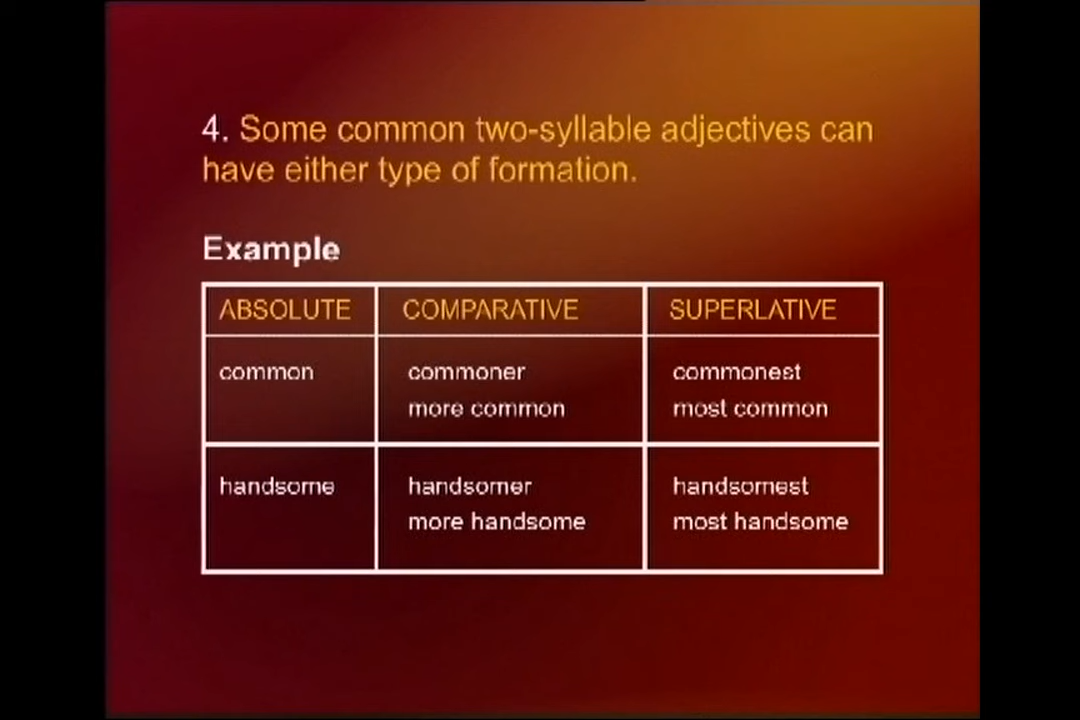 4. Some common two-syllable adjectives can
have either type of formation.
Example
ABSOLUTE COMPARATIVE SUPERLATIVE
common commoner commonest
more common most common
handsome handsomer handsomest
more handsome most handsome